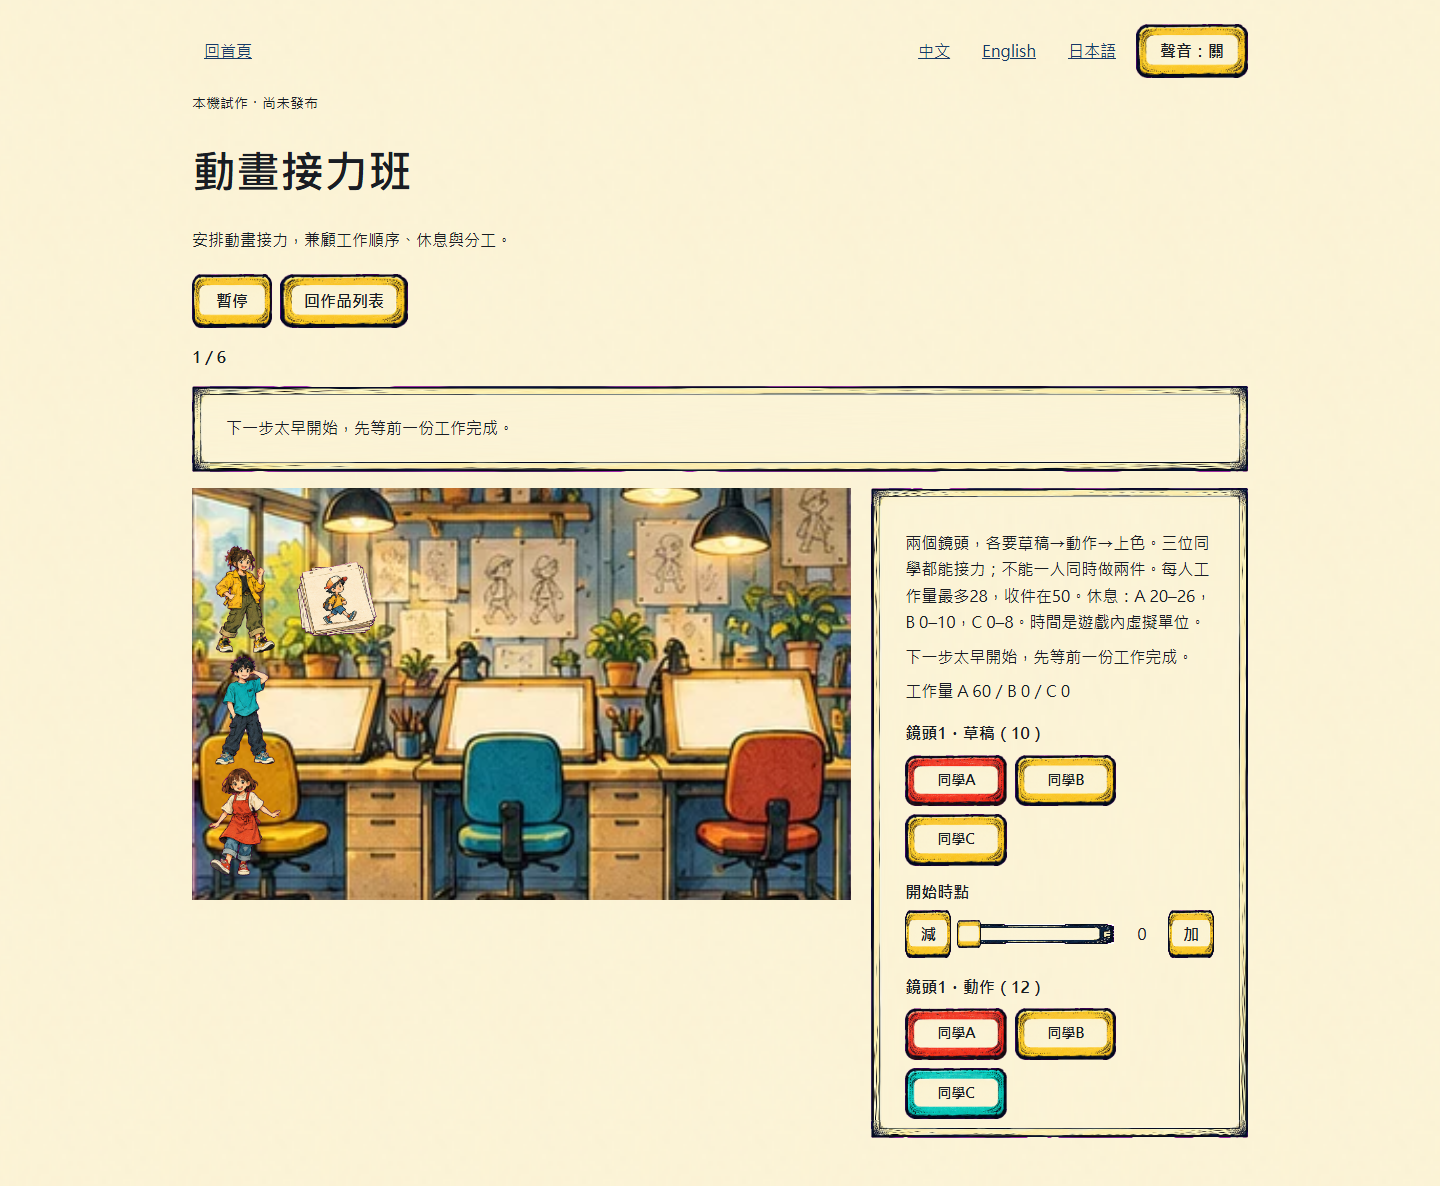 回首頁
中文 English 日本語 聲音：關
本機試作・尚未發布
動畫接力班
安排動畫接力，兼顧工作順序、休息與分工。
暫停 回作品列表
1 / 6
下一步太早開始，先等前一份工作完成。
兩個鏡頭，各要草稿→動作→上色。三位同
學都能接力；不能一人同時做兩件。每人工
作量最多28，收件在50。休息：A 20–26，
B 0–10，C 0–8。時間是遊戲內虛擬單位。
下一步太早開始，先等前一份工作完成。
工作量 A 60 / B 0 / C 0
鏡頭1・草稿（10）
同學A 同學B
同學C
開始時點
減 0 加
鏡頭1・動作（12）
同學A 同學B
同學C